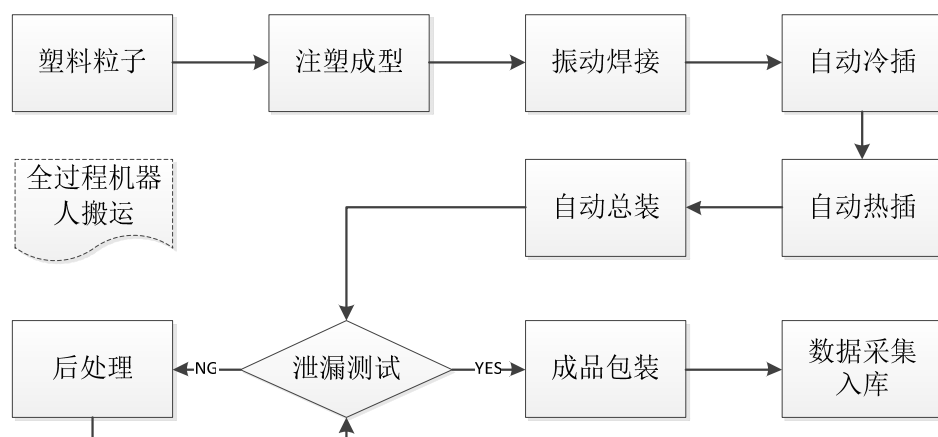 塑料粒子
注塑成型
振动焊接
自动冷插
全过程机器
人搬运
自动总装
自动热插
后处理
NG
泄漏测试
YES
成品包装
数据采集
入库